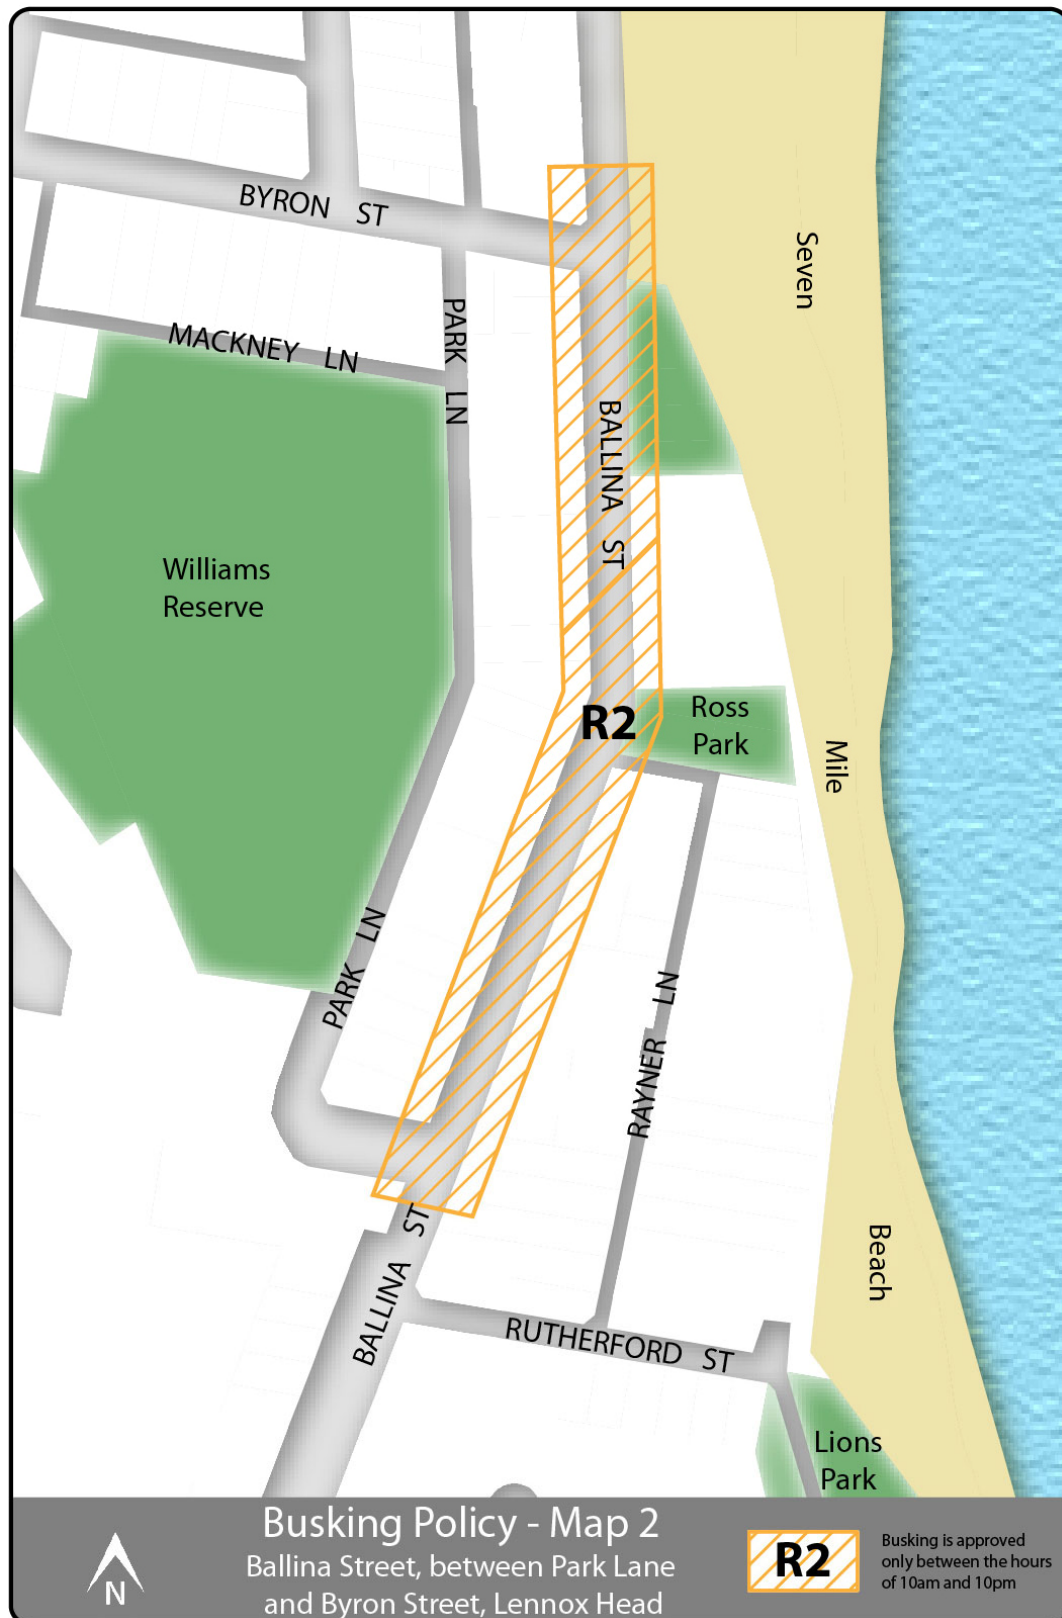 BYRON ST
Seven
PARK LN
MACKNEY LN
BALLINA ST
Williams
Reserve
R2
Ross
Park
Mile
PARK LN
RAYNER LN
BALLINA ST
Beach
RUTHERFORD ST
Lions
Park
N
Busking Policy - Map 2
Ballina Street, between Park Lane
and Byron Street, Lennox Head
R2
Busking is approved
only between the hours
of 10am and 10pm